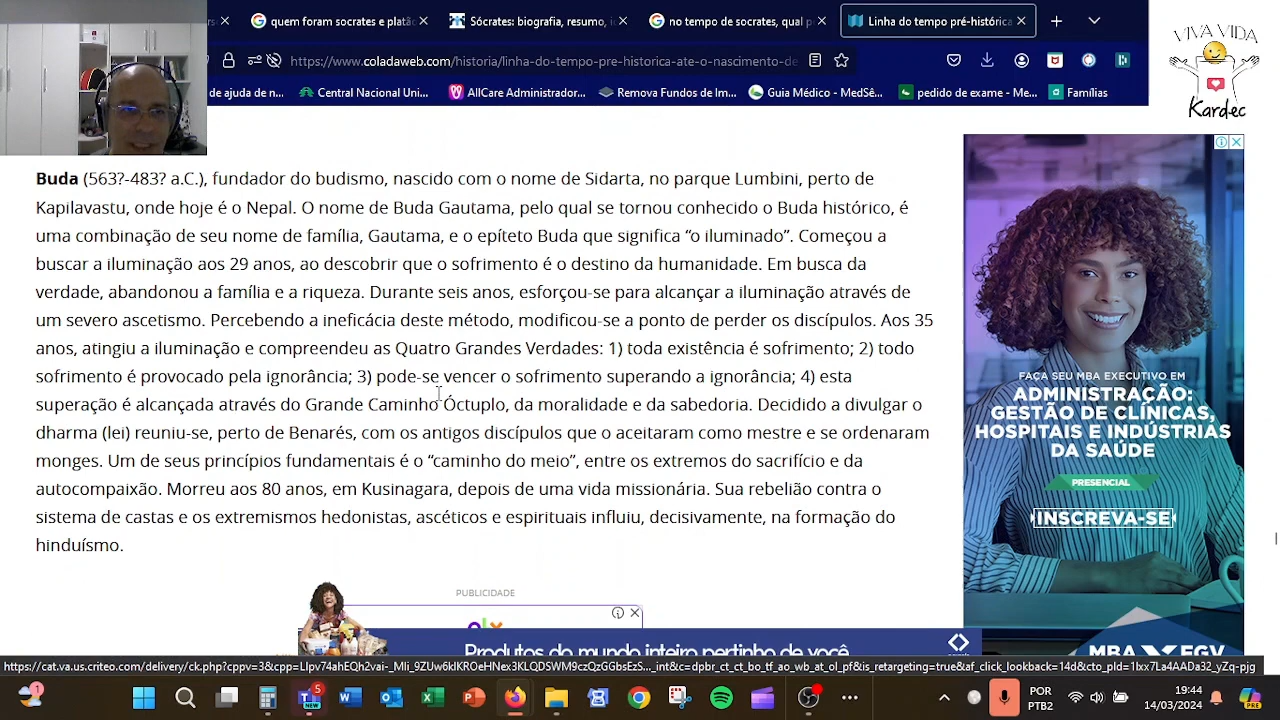 quem foram socrates e platã
Sócrates: biografia, resumo, i
no tempo de socrates, qual p
Linha do tempo pré-histórica
https://www.coladaweb.com/historia/linha-do-tempo-pre-historica-ate-o-nascimento-de
de ajuda de n...
Central Nacional Uni...
AllCare Administrador...
Remova Fundos de Im...
Guia Médico - MedSê...
pedido de exame - Me...
Famílias
VIVA VIDA
Kardec
Buda (563?-483? a.C.), fundador do budismo, nascido com o nome de Sidarta, no parque Lumbini, perto de
Kapilavastu, onde hoje é o Nepal. O nome de Buda Gautama, pelo qual se tornou conhecido o Buda histórico, é
uma combinação de seu nome de família, Gautama, e o epíteto Buda que significa “o iluminado”. Começou a
buscar a iluminação aos 29 anos, ao descobrir que o sofrimento é o destino da humanidade. Em busca da
verdade, abandonou a família e a riqueza. Durante seis anos, esforçou-se para alcançar a iluminação através de
um severo ascetismo. Percebendo a ineficácia deste método, modificou-se a ponto de perder os discípulos. Aos 35
anos, atingiu a iluminação e compreendeu as Quatro Grandes Verdades: 1) toda existência é sofrimento; 2) todo
sofrimento é provocado pela ignorância; 3) pode-se vencer o sofrimento superando a ignorância; 4) esta
superação é alcançada através do Grande Caminho Óctuplo, da moralidade e da sabedoria. Decidido a divulgar o
dharma (lei) reuniu-se, perto de Benarés, com os antigos discípulos que o aceitaram como mestre e se ordenaram
monges. Um de seus princípios fundamentais é o “caminho do meio”, entre os extremos do sacrifício e da
autocompaixão. Morreu aos 80 anos, em Kusinagara, depois de uma vida missionária. Sua rebelião contra o
sistema de castas e os extremismos hedonistas, ascéticos e espirituais influiu, decisivamente, na formação do
hinduísmo.
FAÇA SEU MBA EXECUTIVO EM
ADMINISTRAÇÃO:
GESTÃO DE CLÍNICAS,
HOSPITAIS E INDÚSTRIAS
DA SAÚDE
PRESENCIAL
INSCREVA-SE
MBA
FGV
PUBLICIDADE
olx
Produtos do mundo inteiro pertinho de você
POR
PTB2
19:44
14/03/2024